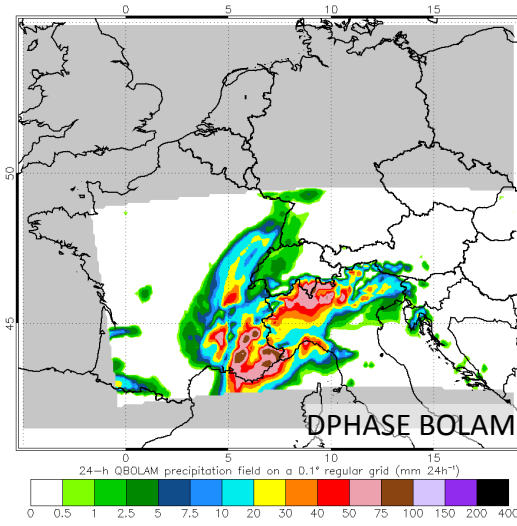 0 5 10 15
50
45
DPHASE BOLAM
0 5 10 15
24-h QBOLAM precipitation field on a 0.1° regular grid (mm 24h⁻¹)
0 0.5 1 2 5 7.5 10 20 30 40 50 75 100 150 200 400